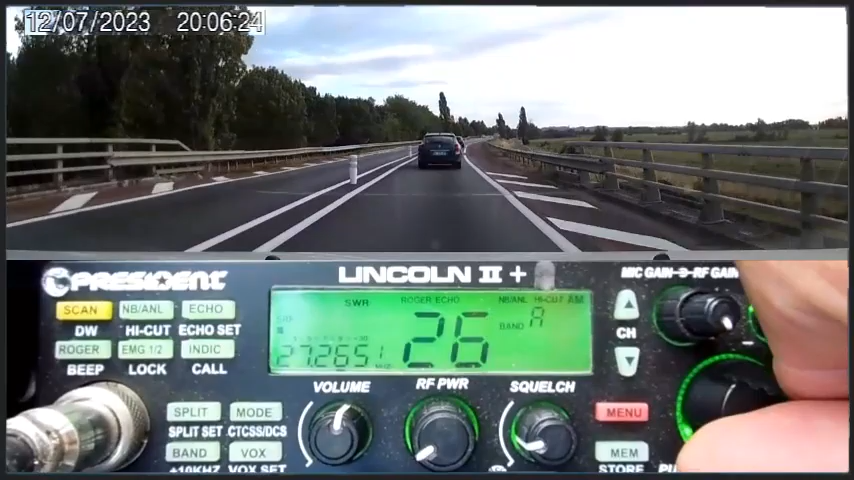 12/07/2023 20:06:24
PRESIDENT LINCOLN II + MIC GAIN RF GAIN
SCAN NB/ANL ECHO
DW HI-CUT ECHO SET
ROGER EMG 1/2 INDIC
BEEP LOCK CALL
SWR ROGER ECHO NB/ANL HI-CUT AM
26 BAND A
27.2651
CH
VOLUME RF PWR SQUELCH
SPLIT MODE
SPLIT SET CTCSS/DCS
BAND VOX
+10KHZ VOX SET
MENU
MEM
STORE